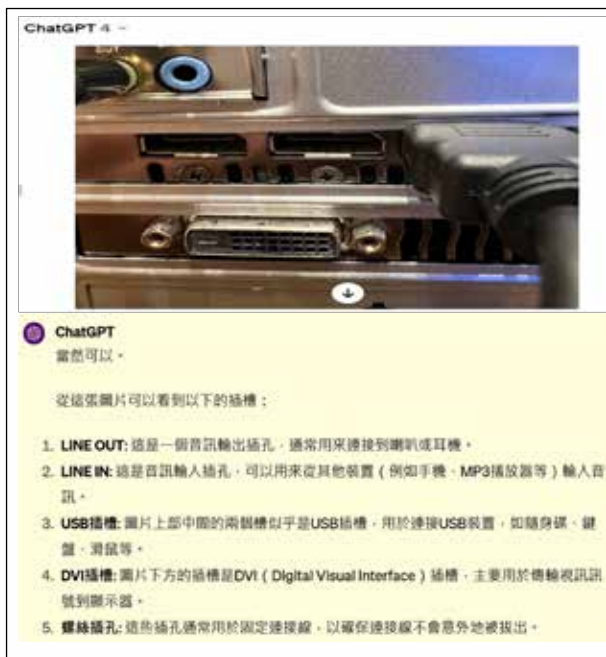 ChatGPT 4
OUT
ChatGPT
當然可以。
從這張圖片可以看到以下的插槽：
1. LINE OUT: 這是一個音訊輸出插孔，通常用來連接到喇叭或耳機。
2. LINE IN: 這是音訊輸入插孔，可以用來從其他裝置（例如手機、MP3播放器等）輸入音
訊。
3. USB插槽: 圖片上部中間的兩個槽似乎是USB插槽，用於連接USB裝置，如隨身碟、鍵
盤、滑鼠等。
4. DVI插槽: 圖片下方的插槽是DVI（Digital Visual Interface）插槽，主要用於傳輸視訊訊
號到顯示器。
5. 螺絲插孔: 這些插孔通常用於固定連接線，以確保連接線不會意外地被拔出。